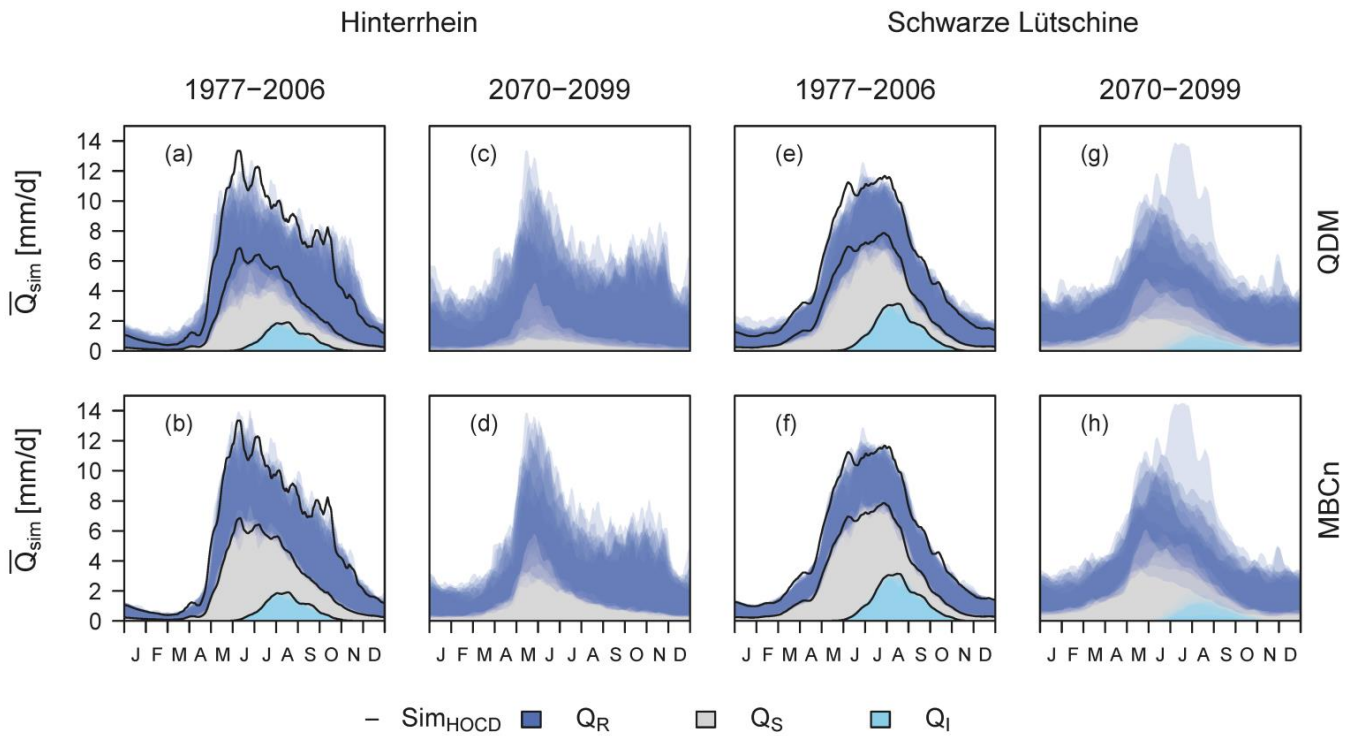 Hinterrhein Schwarze Lütschine
1977–2006 2070–2099 1977–2006 2070–2099
14
12
10
8
6
4
2
0
Q̅sim [mm/d]
(a) (c) (e) (g)
QDM
14
12
10
8
6
4
2
0
Q̅sim [mm/d]
(b) (d) (f) (h)
MBCn
J F M A M J J A S O N D J F M A M J J A S O N D J F M A M J J A S O N D J F M A M J J A S O N D
– SimHOCD QR QS QI